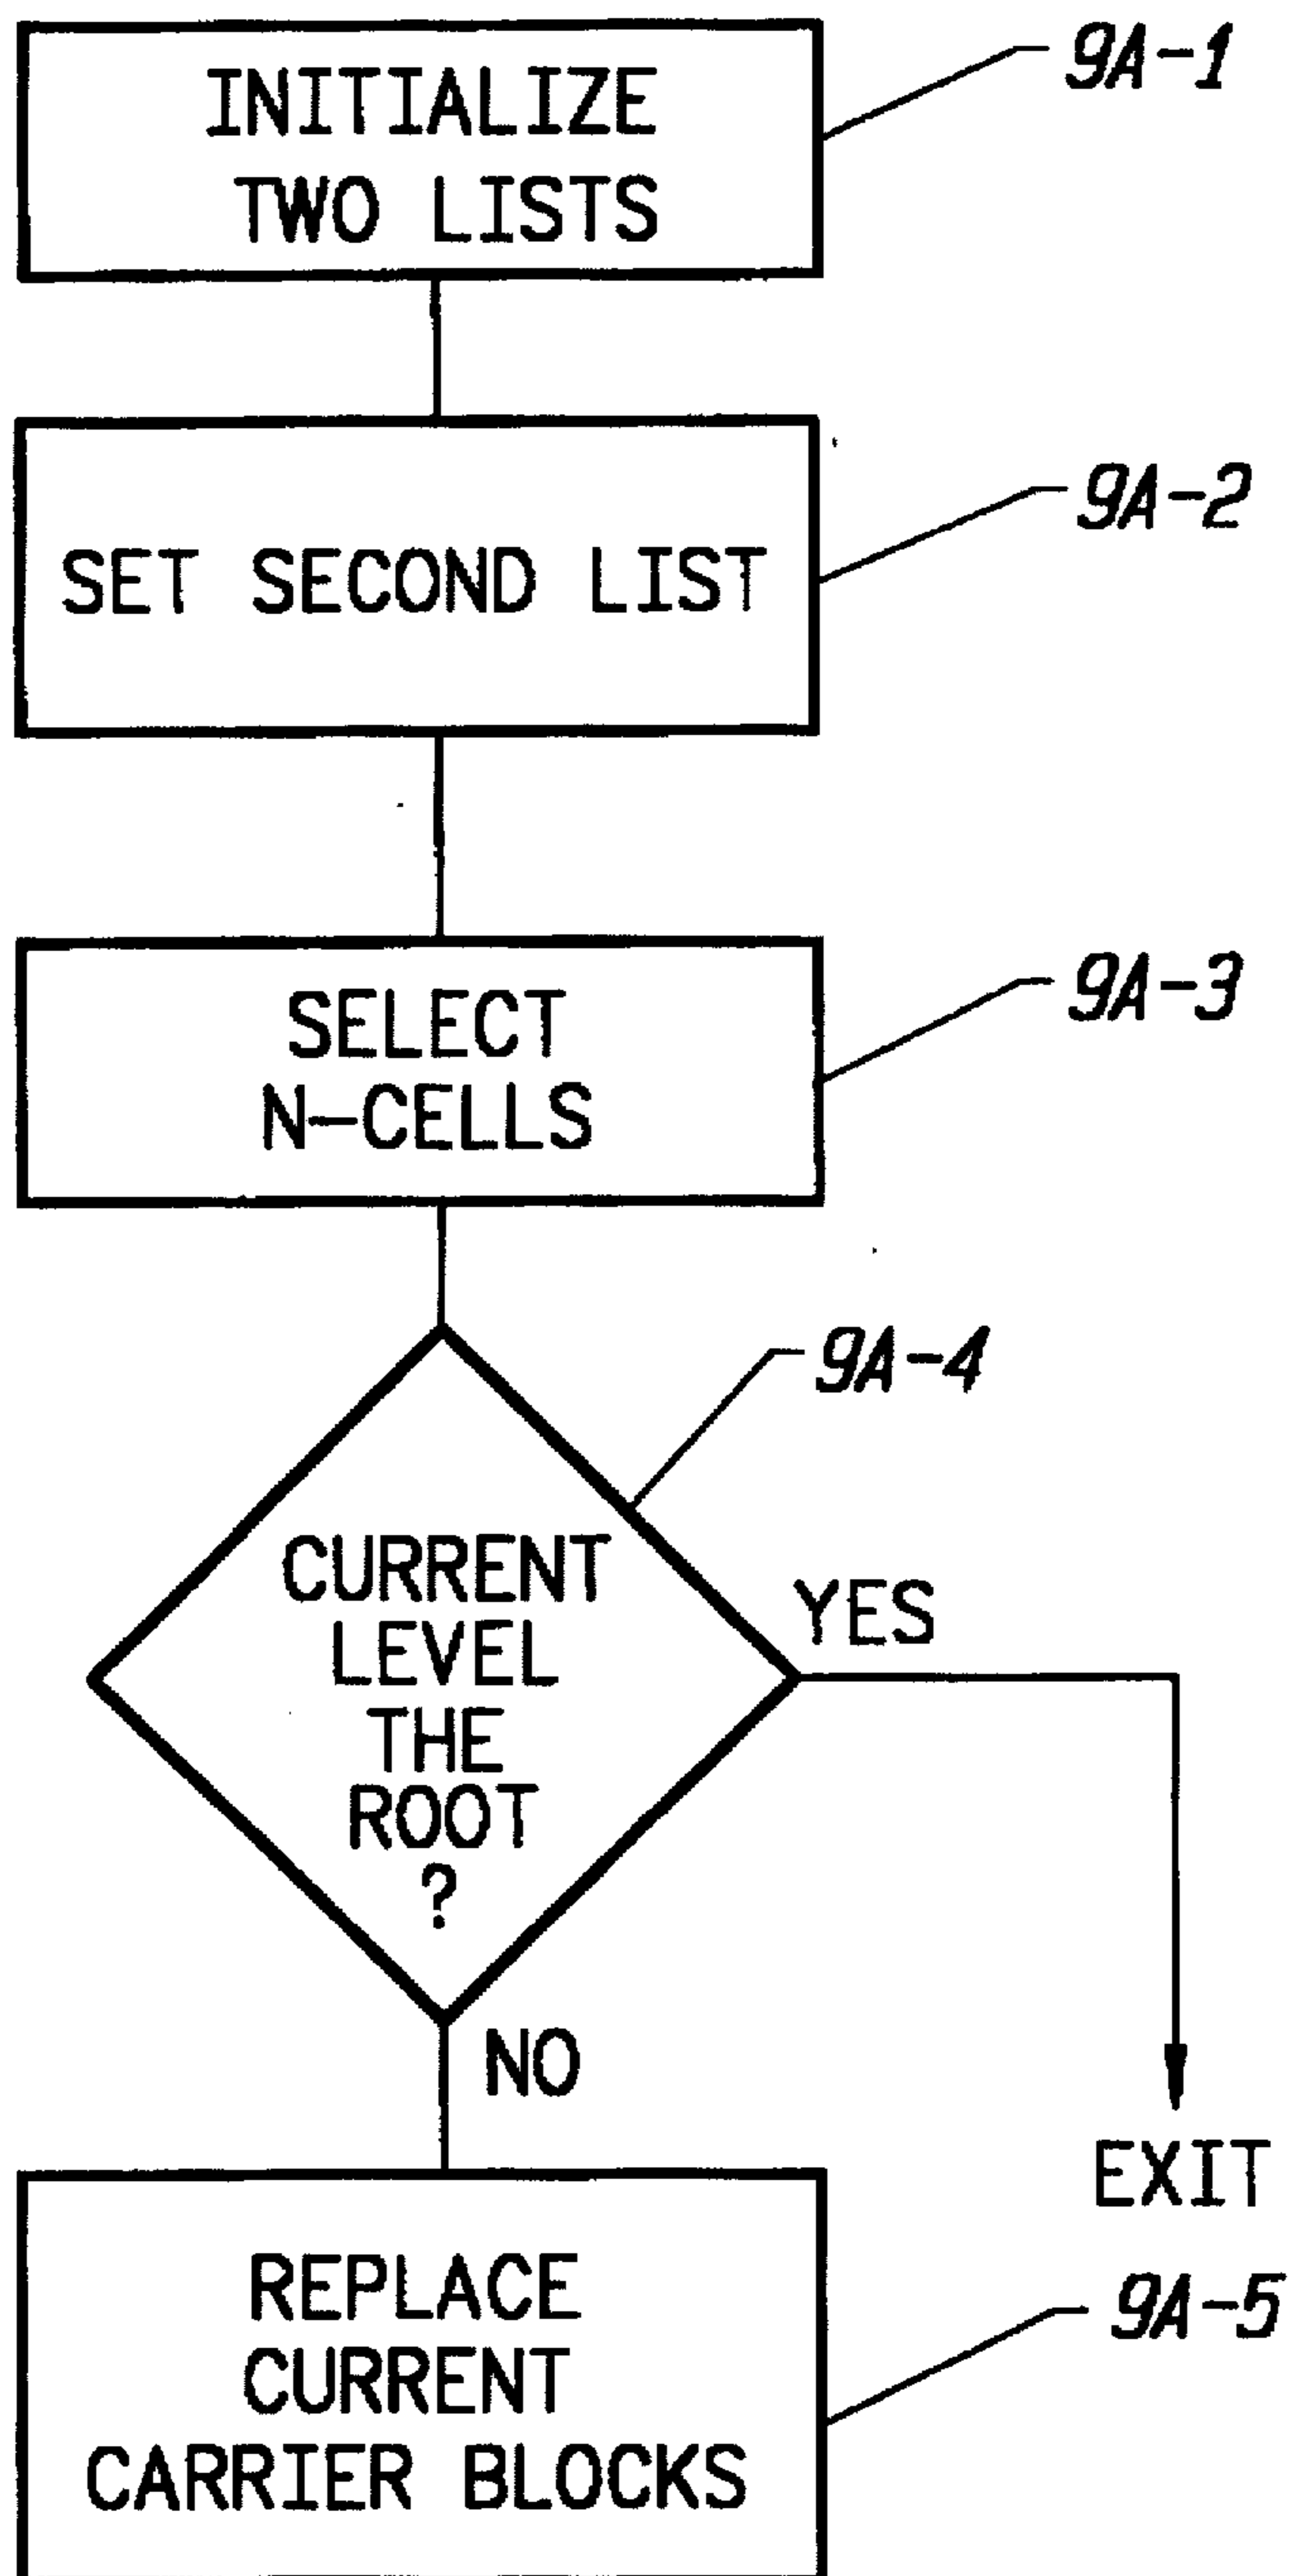 INITIALIZE
TWO LISTS
9A-1
SET SECOND LIST
9A-2
SELECT
N-CELLS
9A-3
CURRENT
LEVEL
THE
ROOT
?
9A-4
YES
NO
EXIT
REPLACE
CURRENT
CARRIER BLOCKS
9A-5